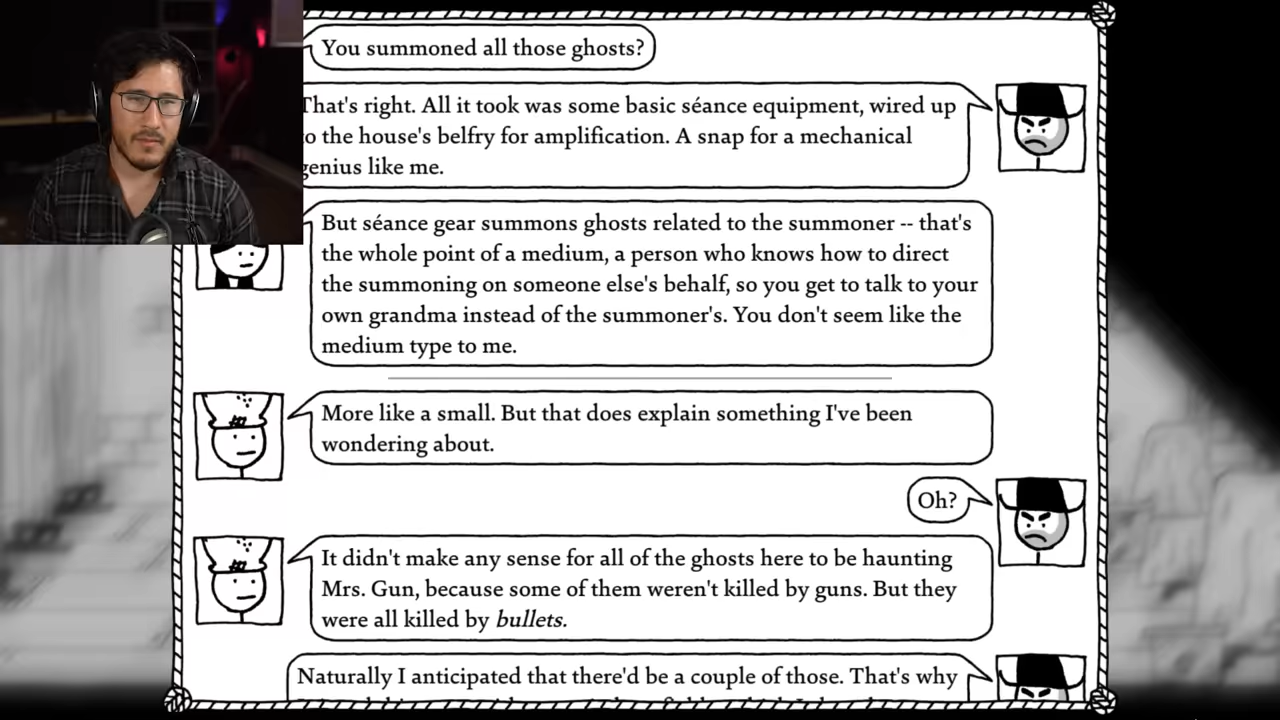 You summoned all those ghosts?
That's right. All it took was some basic séance equipment, wired up
to the house's belfry for amplification. A snap for a mechanical
genius like me.
But séance gear summons ghosts related to the summoner -- that's
the whole point of a medium, a person who knows how to direct
the summoning on someone else's behalf, so you get to talk to your
own grandma instead of the summoner's. You don't seem like the
medium type to me.
More like a small. But that does explain something I've been
wondering about.
Oh?
It didn't make any sense for all of the ghosts here to be haunting
Mrs. Gun, because some of them weren't killed by guns. But they
were all killed by bullets.
Naturally I anticipated that there'd be a couple of those. That's why